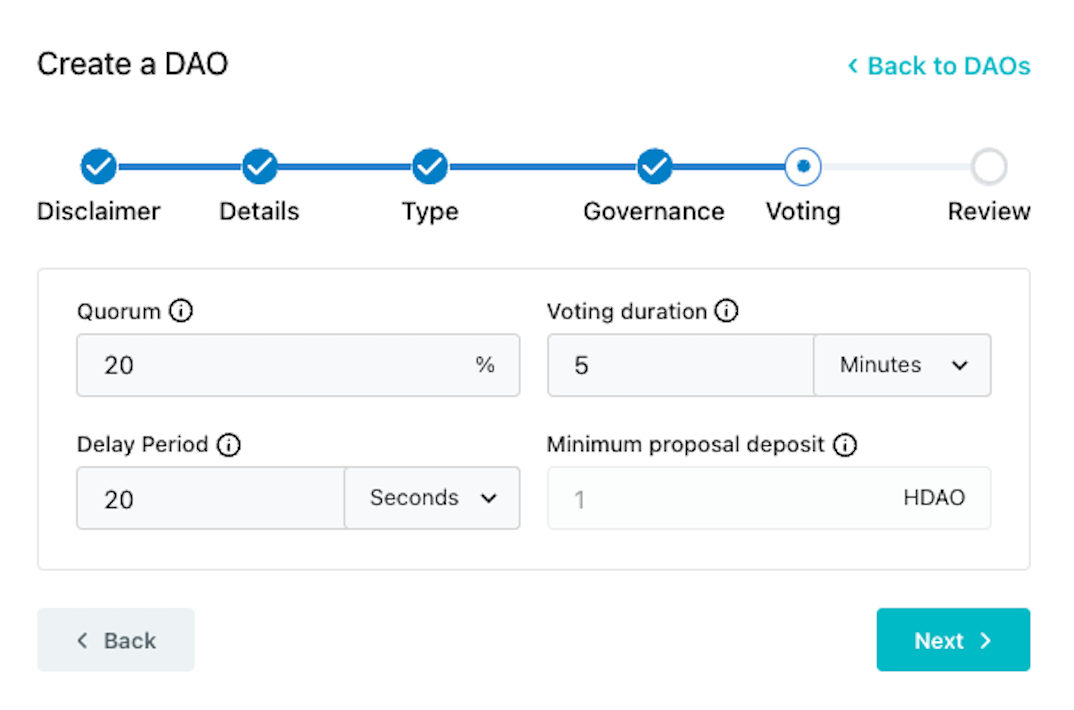 Create a DAO
Back to DAOs
Disclaimer Details Type Governance Voting Review
Quorum Voting duration
20 % 5 Minutes
Delay Period Minimum proposal deposit
20 Seconds 1 HDAO
Back Next